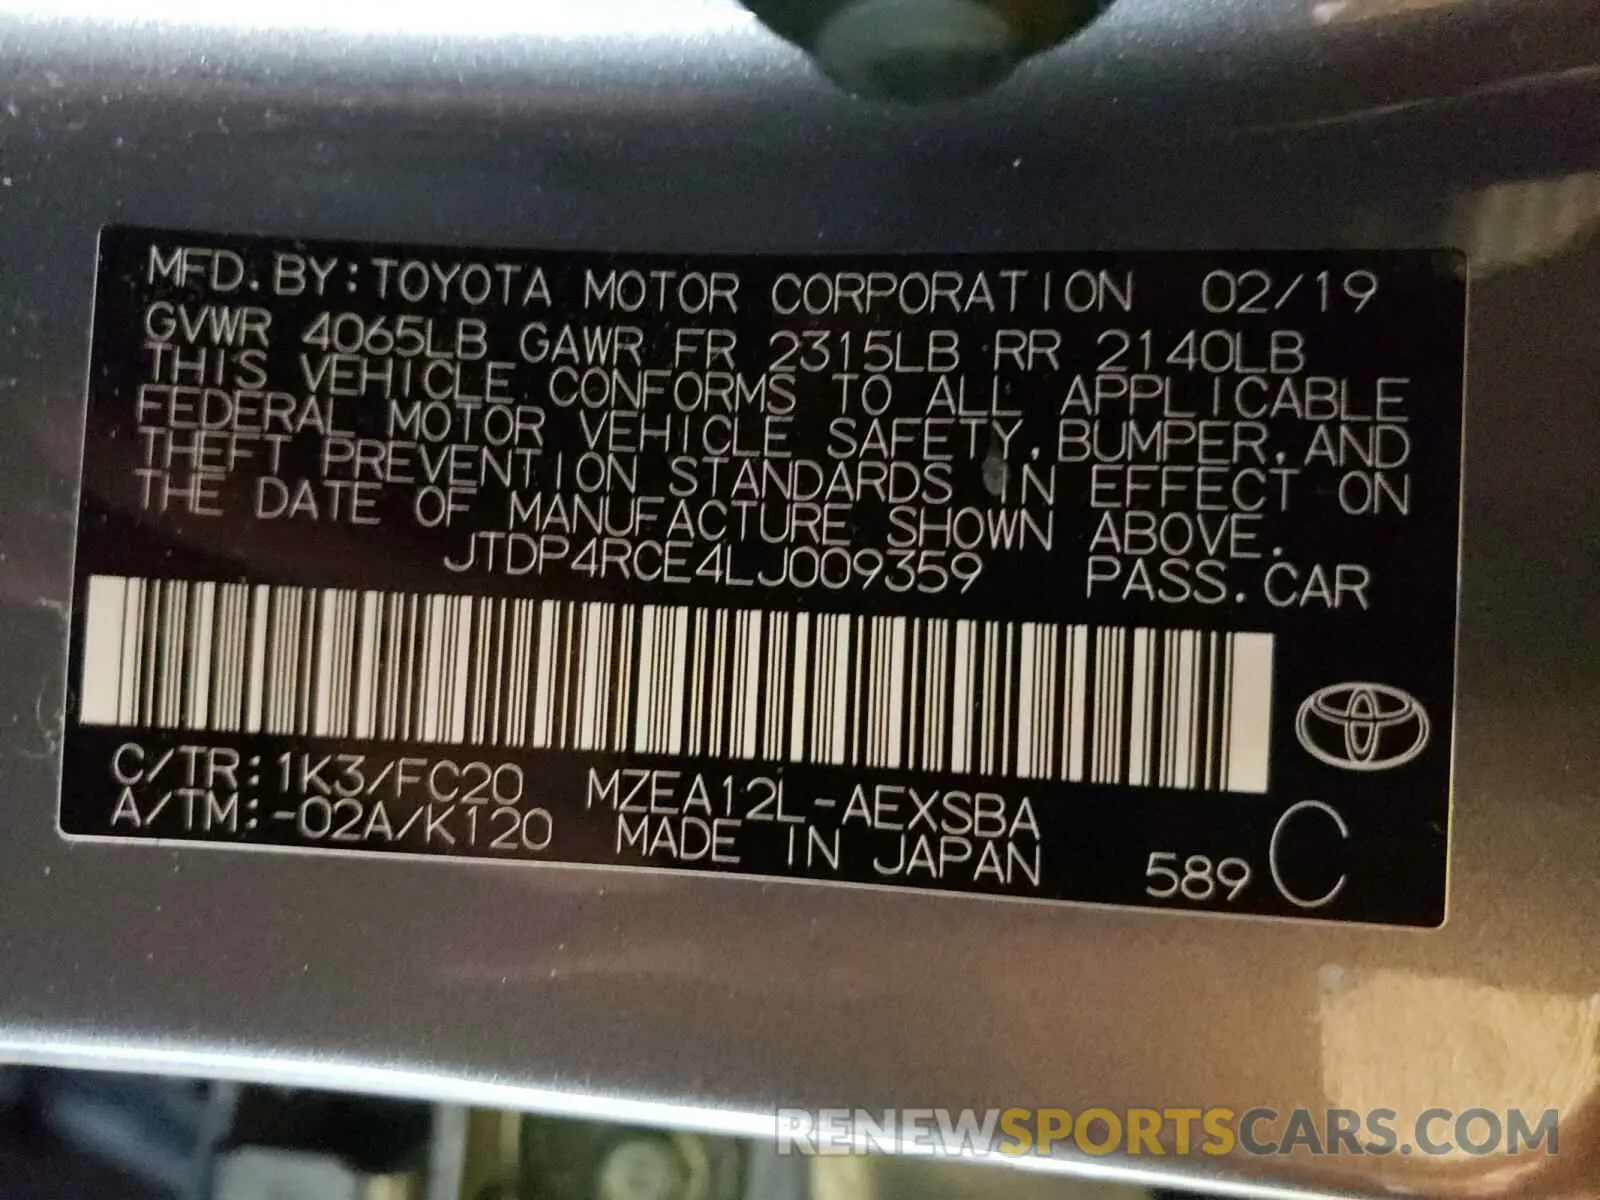 MFD. BY: TOYOTA MOTOR CORPORATION 02/19
GVWR 4065LB GAWR FR 2315LB RR 2140LB
THIS VEHICLE CONFORMS TO ALL APPLICABLE
FEDERAL MOTOR VEHICLE SAFETY, BUMPER, AND
THEFT PREVENTION STANDARDS IN EFFECT ON
THE DATE OF MANUFACTURE SHOWN ABOVE.
JTDP4RCE4LJ009359 PASS. CAR
C/TR: 1K3/FC20 MZEA12L-AEXSBA
A/TM: -02A/K120 MADE IN JAPAN 589 C
RENEWSPORTSCARS.COM